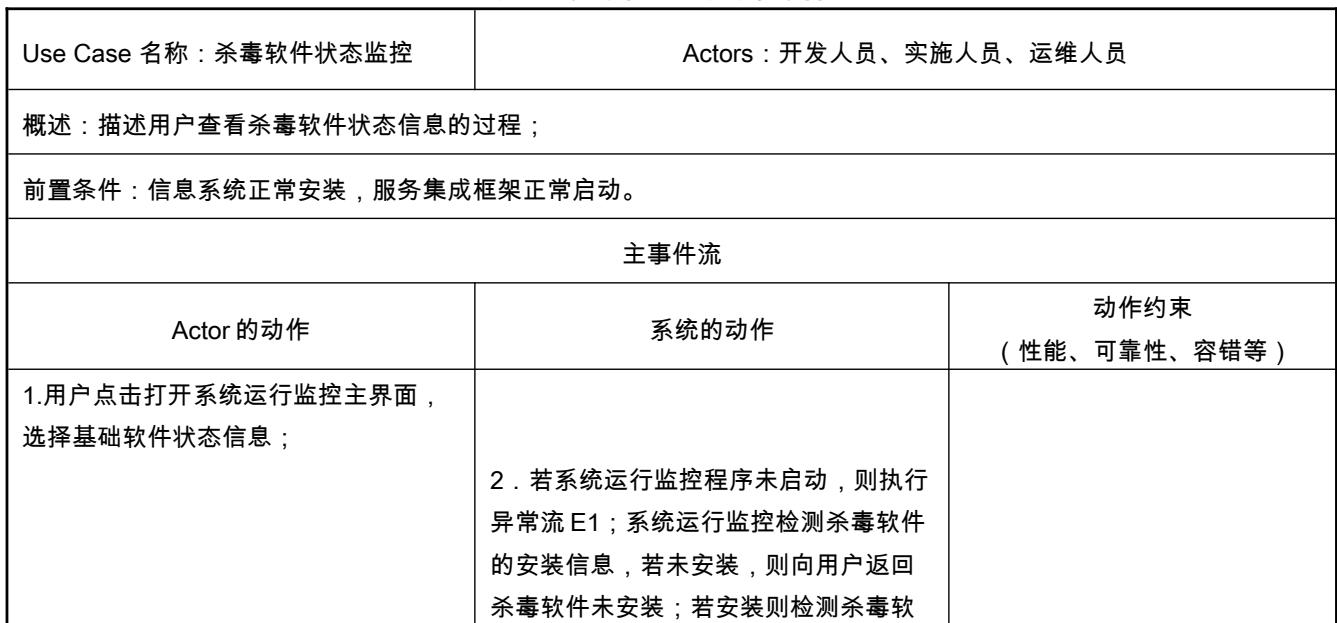 Use Case 名称：杀毒软件状态监控
Actors：开发人员、实施人员、运维人员
概述：描述用户查看杀毒软件状态信息的过程；
前置条件：信息系统正常安装，服务集成框架正常启动。
主事件流
Actor 的动作
系统的动作
动作约束
（性能、可靠性、容错等）
1.用户点击打开系统运行监控主界面，
选择基础软件状态信息；
2．若系统运行监控程序未启动，则执行
异常流 E1；系统运行监控检测杀毒软件
的安装信息，若未安装，则向用户返回
杀毒软件未安装；若安装则检测杀毒软